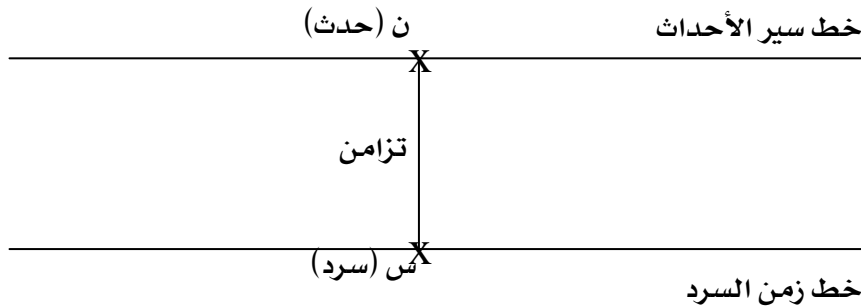 خط سير الأحداث
ن (حدث)
X
تزامن
X
س (سرد)
خط زمن السرد